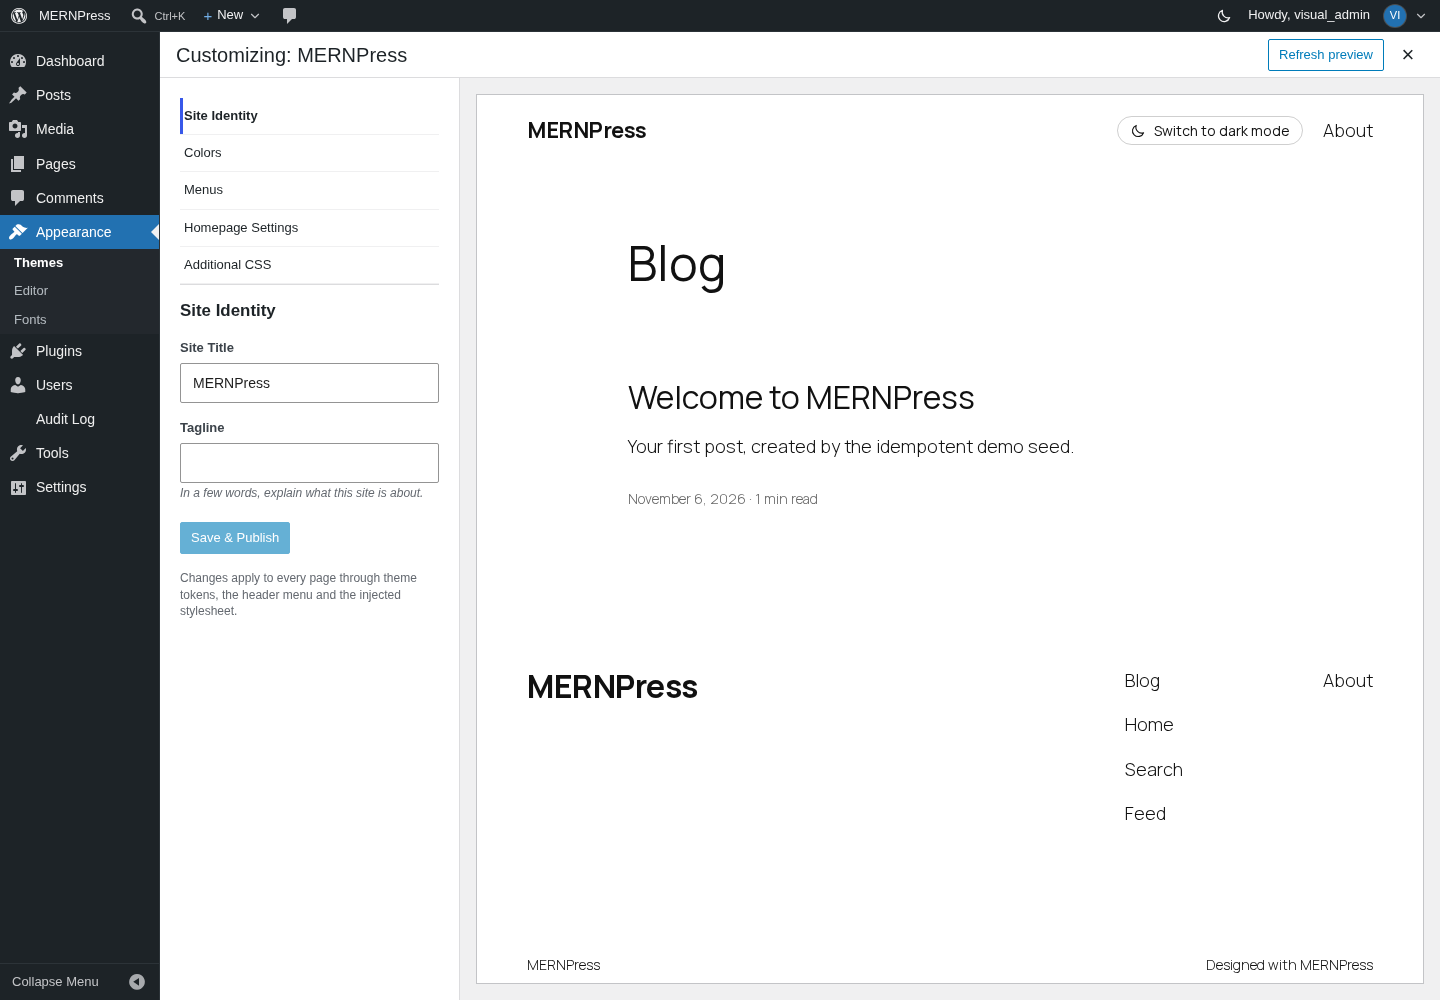 MERNPress
Ctrl+K
+ New
Howdy, visual_admin
VI
Dashboard
Posts
Media
Pages
Comments
Appearance
Themes
Editor
Fonts
Plugins
Users
Audit Log
Tools
Settings
Collapse Menu
Customizing: MERNPress
Refresh preview
×
Site Identity
Colors
Menus
Homepage Settings
Additional CSS
Site Identity
Site Title
MERNPress
Tagline
In a few words, explain what this site is about.
Save & Publish
Changes apply to every page through theme
tokens, the header menu and the injected
stylesheet.
MERNPress
Switch to dark mode
About
Blog
Welcome to MERNPress
Your first post, created by the idempotent demo seed.
November 6, 2026 · 1 min read
MERNPress
Blog
Home
Search
Feed
About
MERNPress
Designed with MERNPress